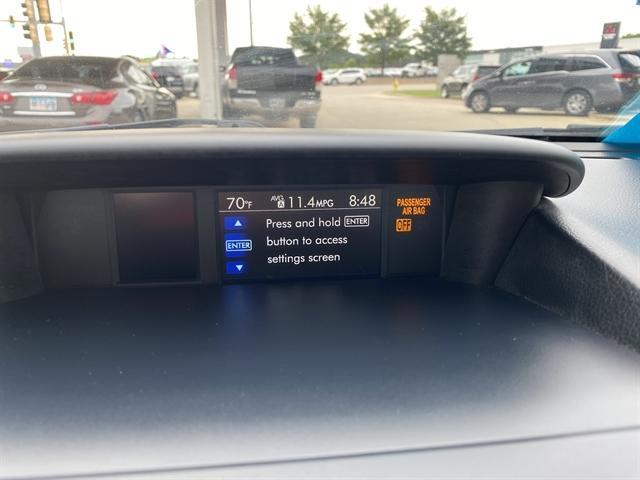 70°F AVG A 11.4MPG 8:48
Press and hold ENTER
ENTER button to access
settings screen
PASSENGER
AIR BAG
OFF